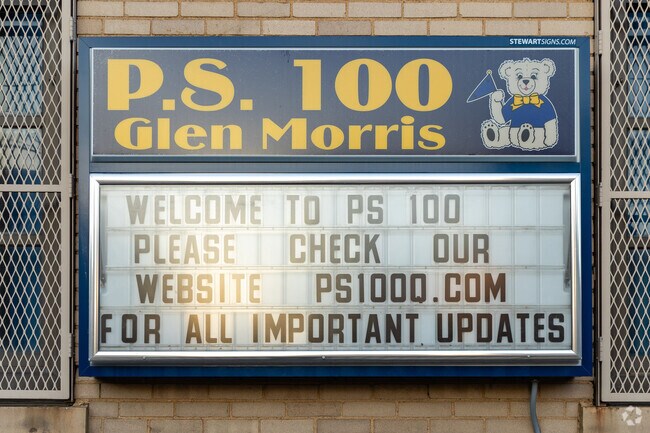 STEWARTSIGNS.COM
P.S. 100
Glen Morris
WELCOME TO PS 100
PLEASE CHECK OUR
WEBSITE PS100Q.COM
FOR ALL IMPORTANT UPDATES